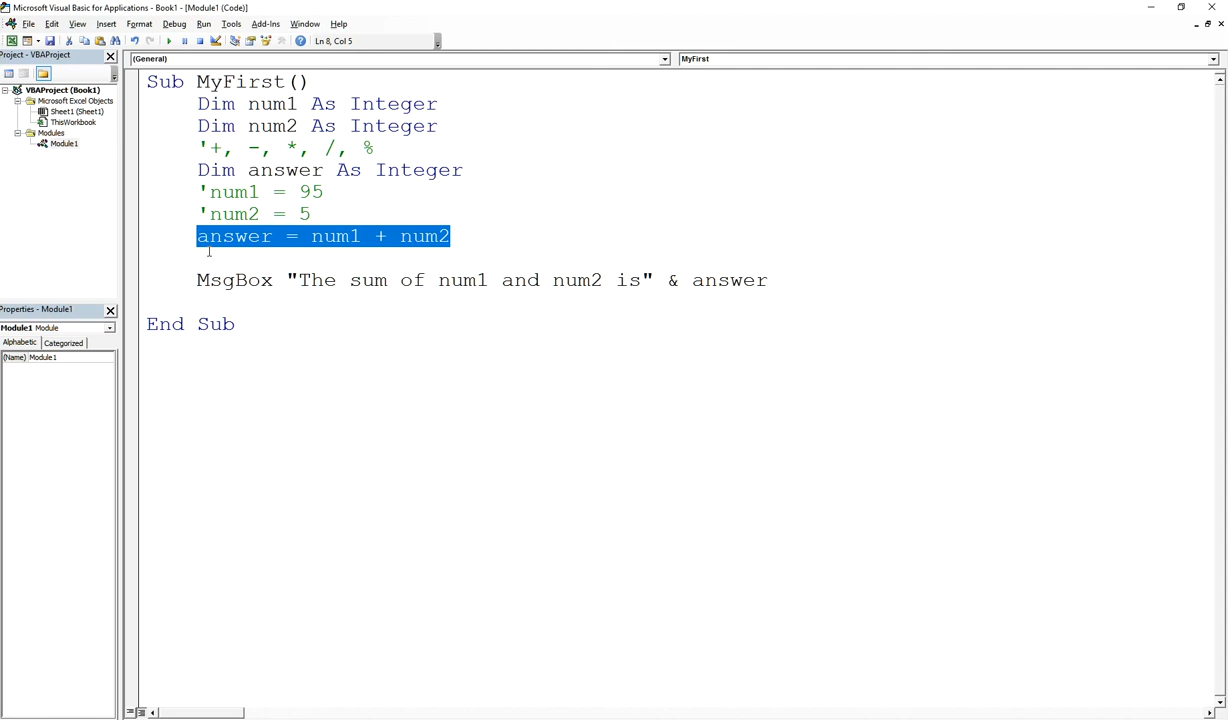 Microsoft Visual Basic for Applications - Book1 - [Module1 (Code)]
File Edit View Insert Format Debug Run Tools Add-Ins Window Help
Ln 8, Col 5
Project - VBAProject
(General)
MyFirst
VBAProject (Book1)
Microsoft Excel Objects
Sheet1 (Sheet1)
ThisWorkbook
Modules
Module1
Sub MyFirst()
Dim num1 As Integer
Dim num2 As Integer
'+, -, *, /, %
Dim answer As Integer
'num1 = 95
'num2 = 5
answer = num1 + num2
MsgBox "The sum of num1 and num2 is" & answer
End Sub
Properties - Module1
Module1 Module
Alphabetic Categorized
(Name) Module1